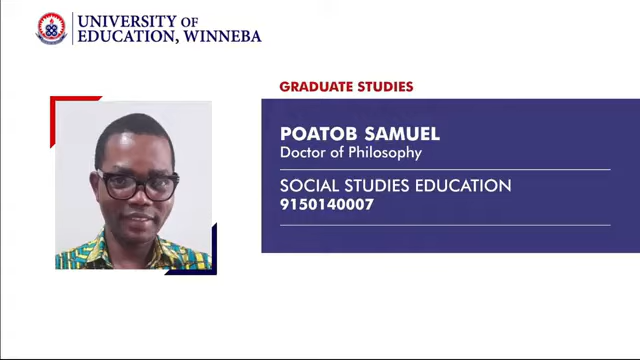 UNIVERSITY OF
EDUCATION, WINNEBA
GRADUATE STUDIES
POATOB SAMUEL
Doctor of Philosophy
SOCIAL STUDIES EDUCATION
9150140007